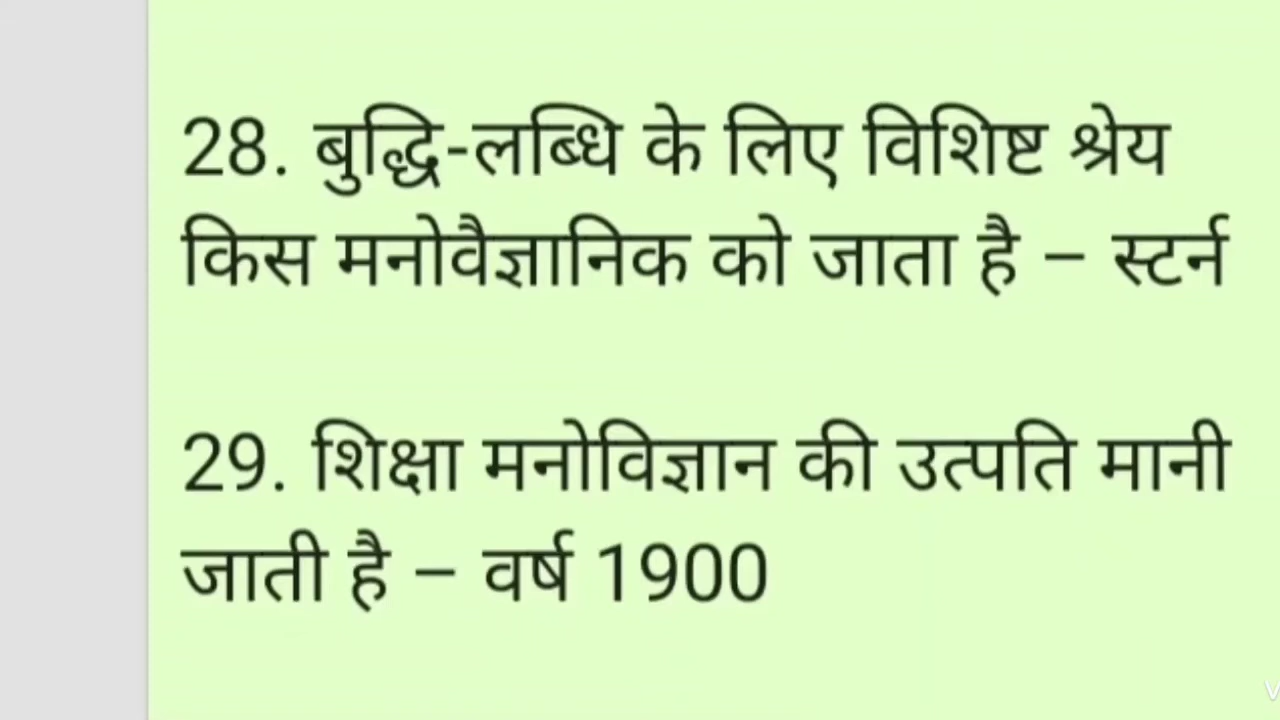 28. बुद्धि-लब्धि के लिए विशिष्ट श्रेय
किस मनोवैज्ञानिक को जाता है – स्टर्न
29. शिक्षा मनोविज्ञान की उत्पति मानी
जाती है – वर्ष 1900